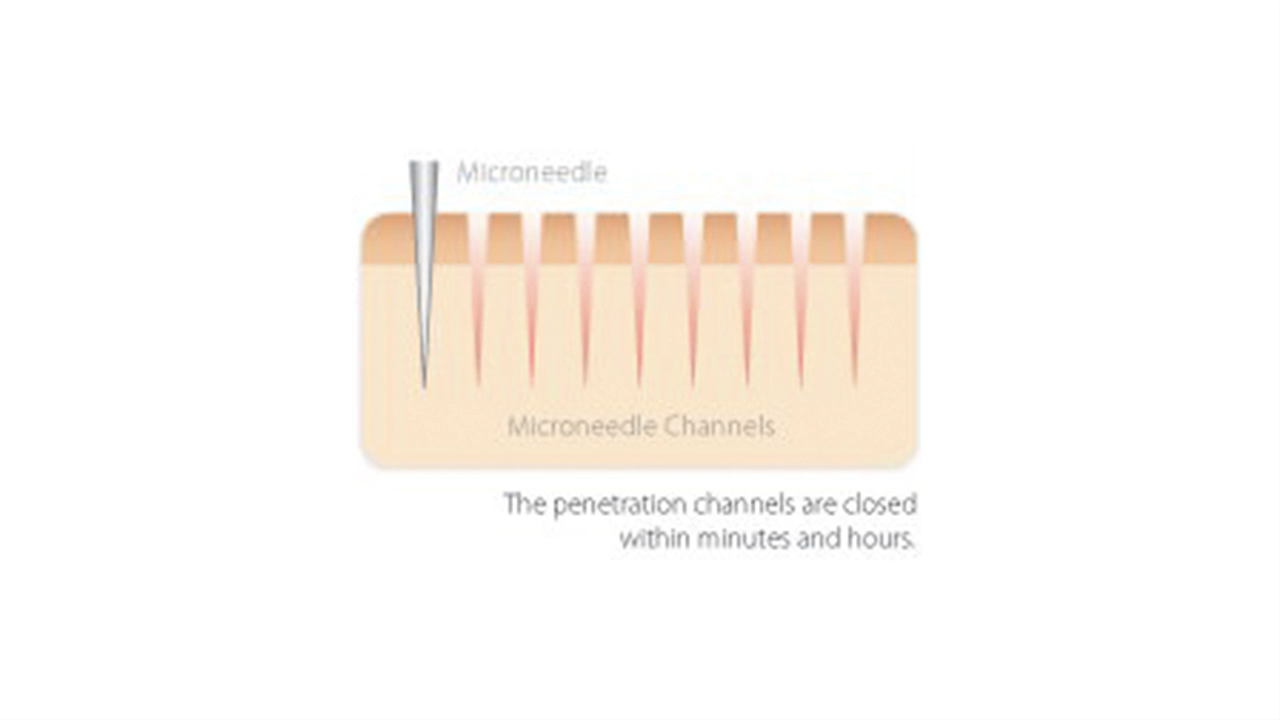 Microneedle
Microneedle Channels
The penetration channels are closed
within minutes and hours.